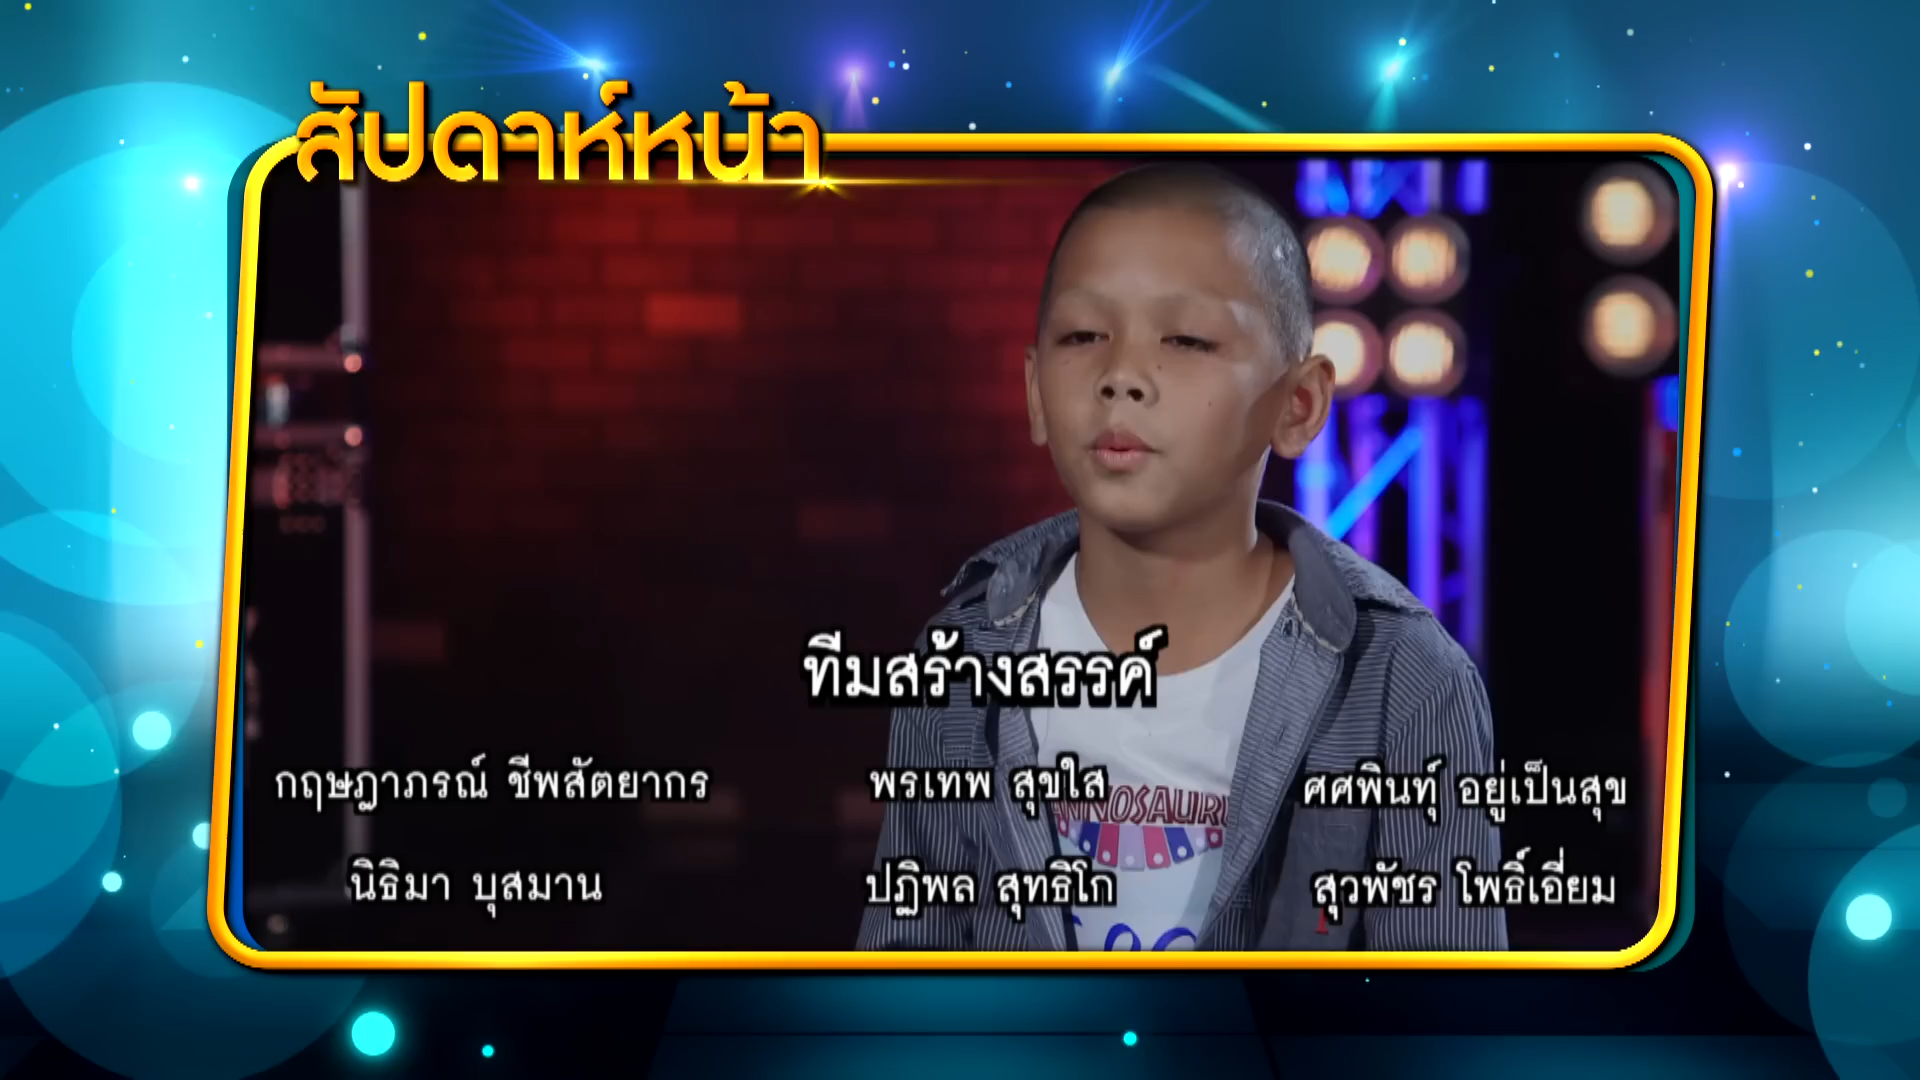 สัปดาห์หน้า
ทีมสร้างสรรค์
กฤษฎาภรณ์ ชีพสัตยากร พรเทพ สุขใส ศศพินทุ์ อยู่เป็นสุข
นิธิมา บุสมาน ปฏิพล สุทธิโก สุวพัชร โพธิ์เอี่ยม